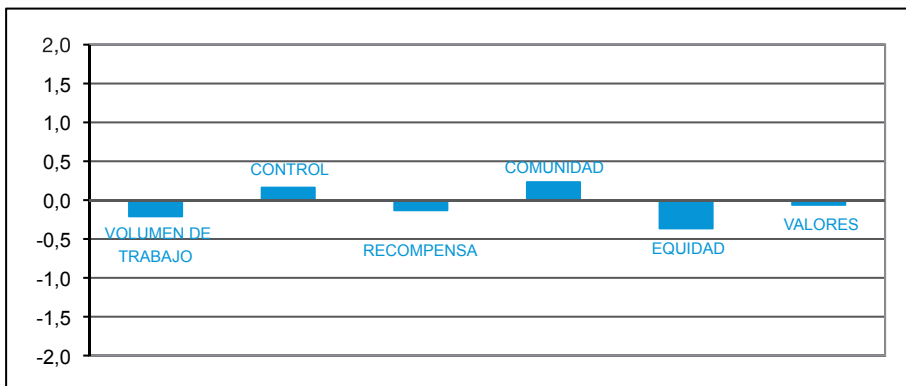 2,0
1,5
1,0
0,5
0,0
-0,5
-1,0
-1,5
-2,0
VOLUMEN DE
TRABAJO
CONTROL
RECOMPENSA
COMUNIDAD
EQUIDAD
VALORES